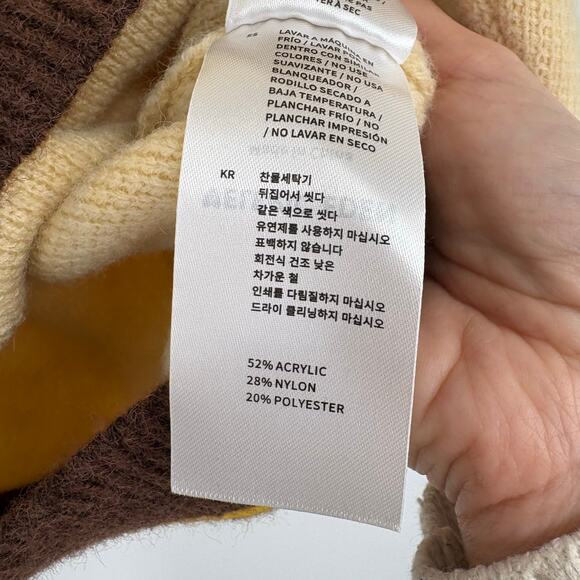 ER À SEC
ES LAVAR A MÁQUINA EN
FRÍO / LAVAR POR
DENTRO CON SIMILAR
COLORES / NO USE
SUAVIZANTE / NO USA
BLANQUEADOR /
RODILLO SECADO A
BAJA TEMPERATURA /
PLANCHAR FRÍO / NO
PLANCHAR IMPRESIÓN
/ NO LAVAR EN SECO
KR 찬물세탁기
뒤집어서 씻다
같은 색으로 씻다
유연제를 사용하지 마십시오
표백하지 않습니다
회전식 건조 낮은
차가운 철
인쇄를 다림질하지 마십시오
드라이 클리닝하지 마십시오
52% ACRYLIC
28% NYLON
20% POLYESTER